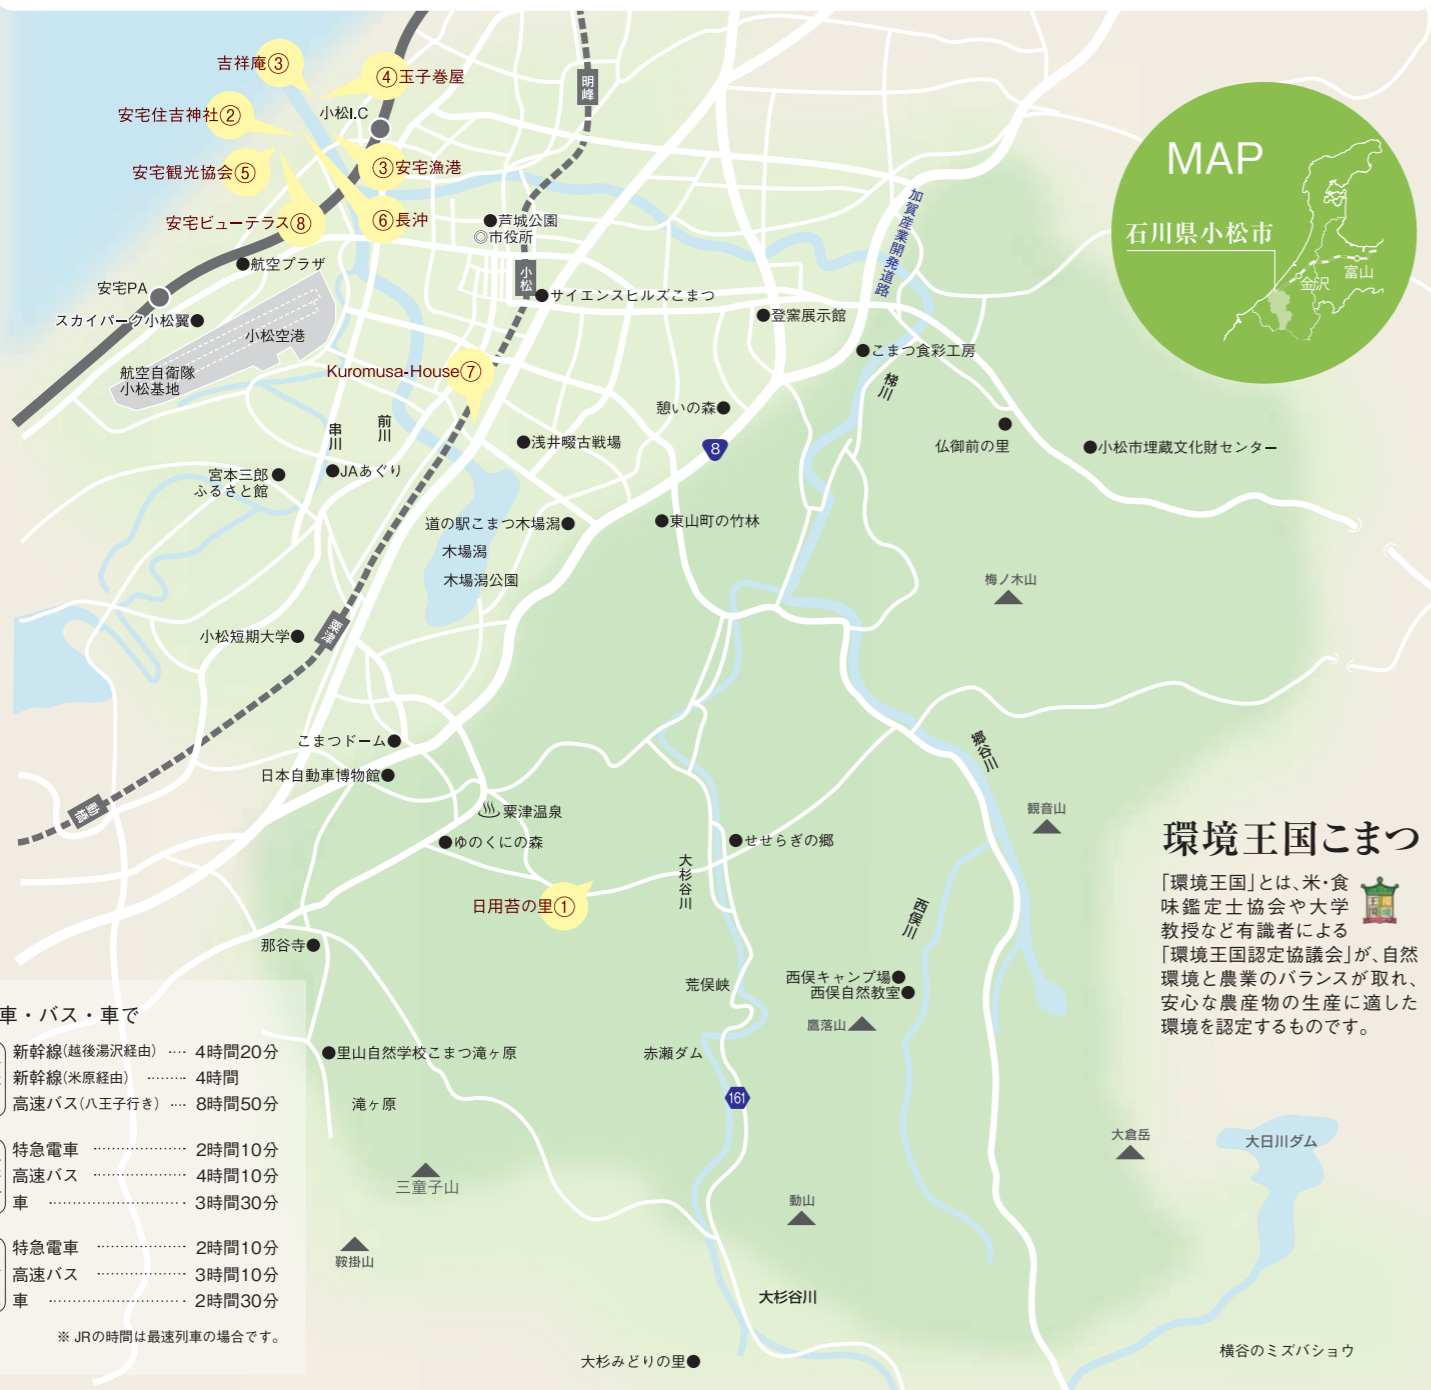 吉祥庵③
④玉子巻屋
明峰
小松I.C
安宅住吉神社②
③安宅漁港
安宅観光協会⑤
安宅ビューテラス⑧
⑥長沖
芦城公園
◎市役所
加賀産業開発道路
MAP
石川県小松市
金沢
富山
航空プラザ
小松
安宅PA
サイエンスヒルズこまつ
スカイパーク小松翼
小松空港
登窯展示館
航空自衛隊
小松基地
Kuromusa-House⑦
こまつ食彩工房
梯川
憩いの森
串川
前川
浅井畷古戦場
8
仏御前の里
小松市埋蔵文化財センター
宮本三郎
ふるさと館
JAあぐり
道の駅こまつ木場潟
東山町の竹林
木場潟
木場潟公園
梅ノ木山
小松短期大学
粟津
こまつドーム
郷谷川
日本自動車博物館
動橋
粟津温泉
観音山
ゆのくにの森
せせらぎの郷
環境王国こまつ
「環境王国」とは、米・食
味鑑定士協会や大学
教授など有識者による
「環境王国認定協議会」が、自然
環境と農業のバランスが取れ、
安心な農産物の生産に適した
環境を認定するものです。
大杉谷川
日用苔の里①
西俣川
那谷寺
荒俣峡
西俣キャンプ場
西俣自然教室
鷹落山
里山自然学校こまつ滝ヶ原
赤瀬ダム
滝ヶ原
161
大倉岳
大日川ダム
三童子山
動山
鞍掛山
大杉谷川
大杉みどりの里
横谷のミズバショウ
車・バス・車で
新幹線(越後湯沢経由) ···· 4時間20分
新幹線(米原経由) ········ 4時間
高速バス(八王子行き) ···· 8時間50分
特急電車 ···················· 2時間10分
高速バス ···················· 4時間10分
車 ······························ 3時間30分
特急電車 ···················· 2時間10分
高速バス ···················· 3時間10分
車 ······························ 2時間30分
※ JRの時間は最速列車の場合です。